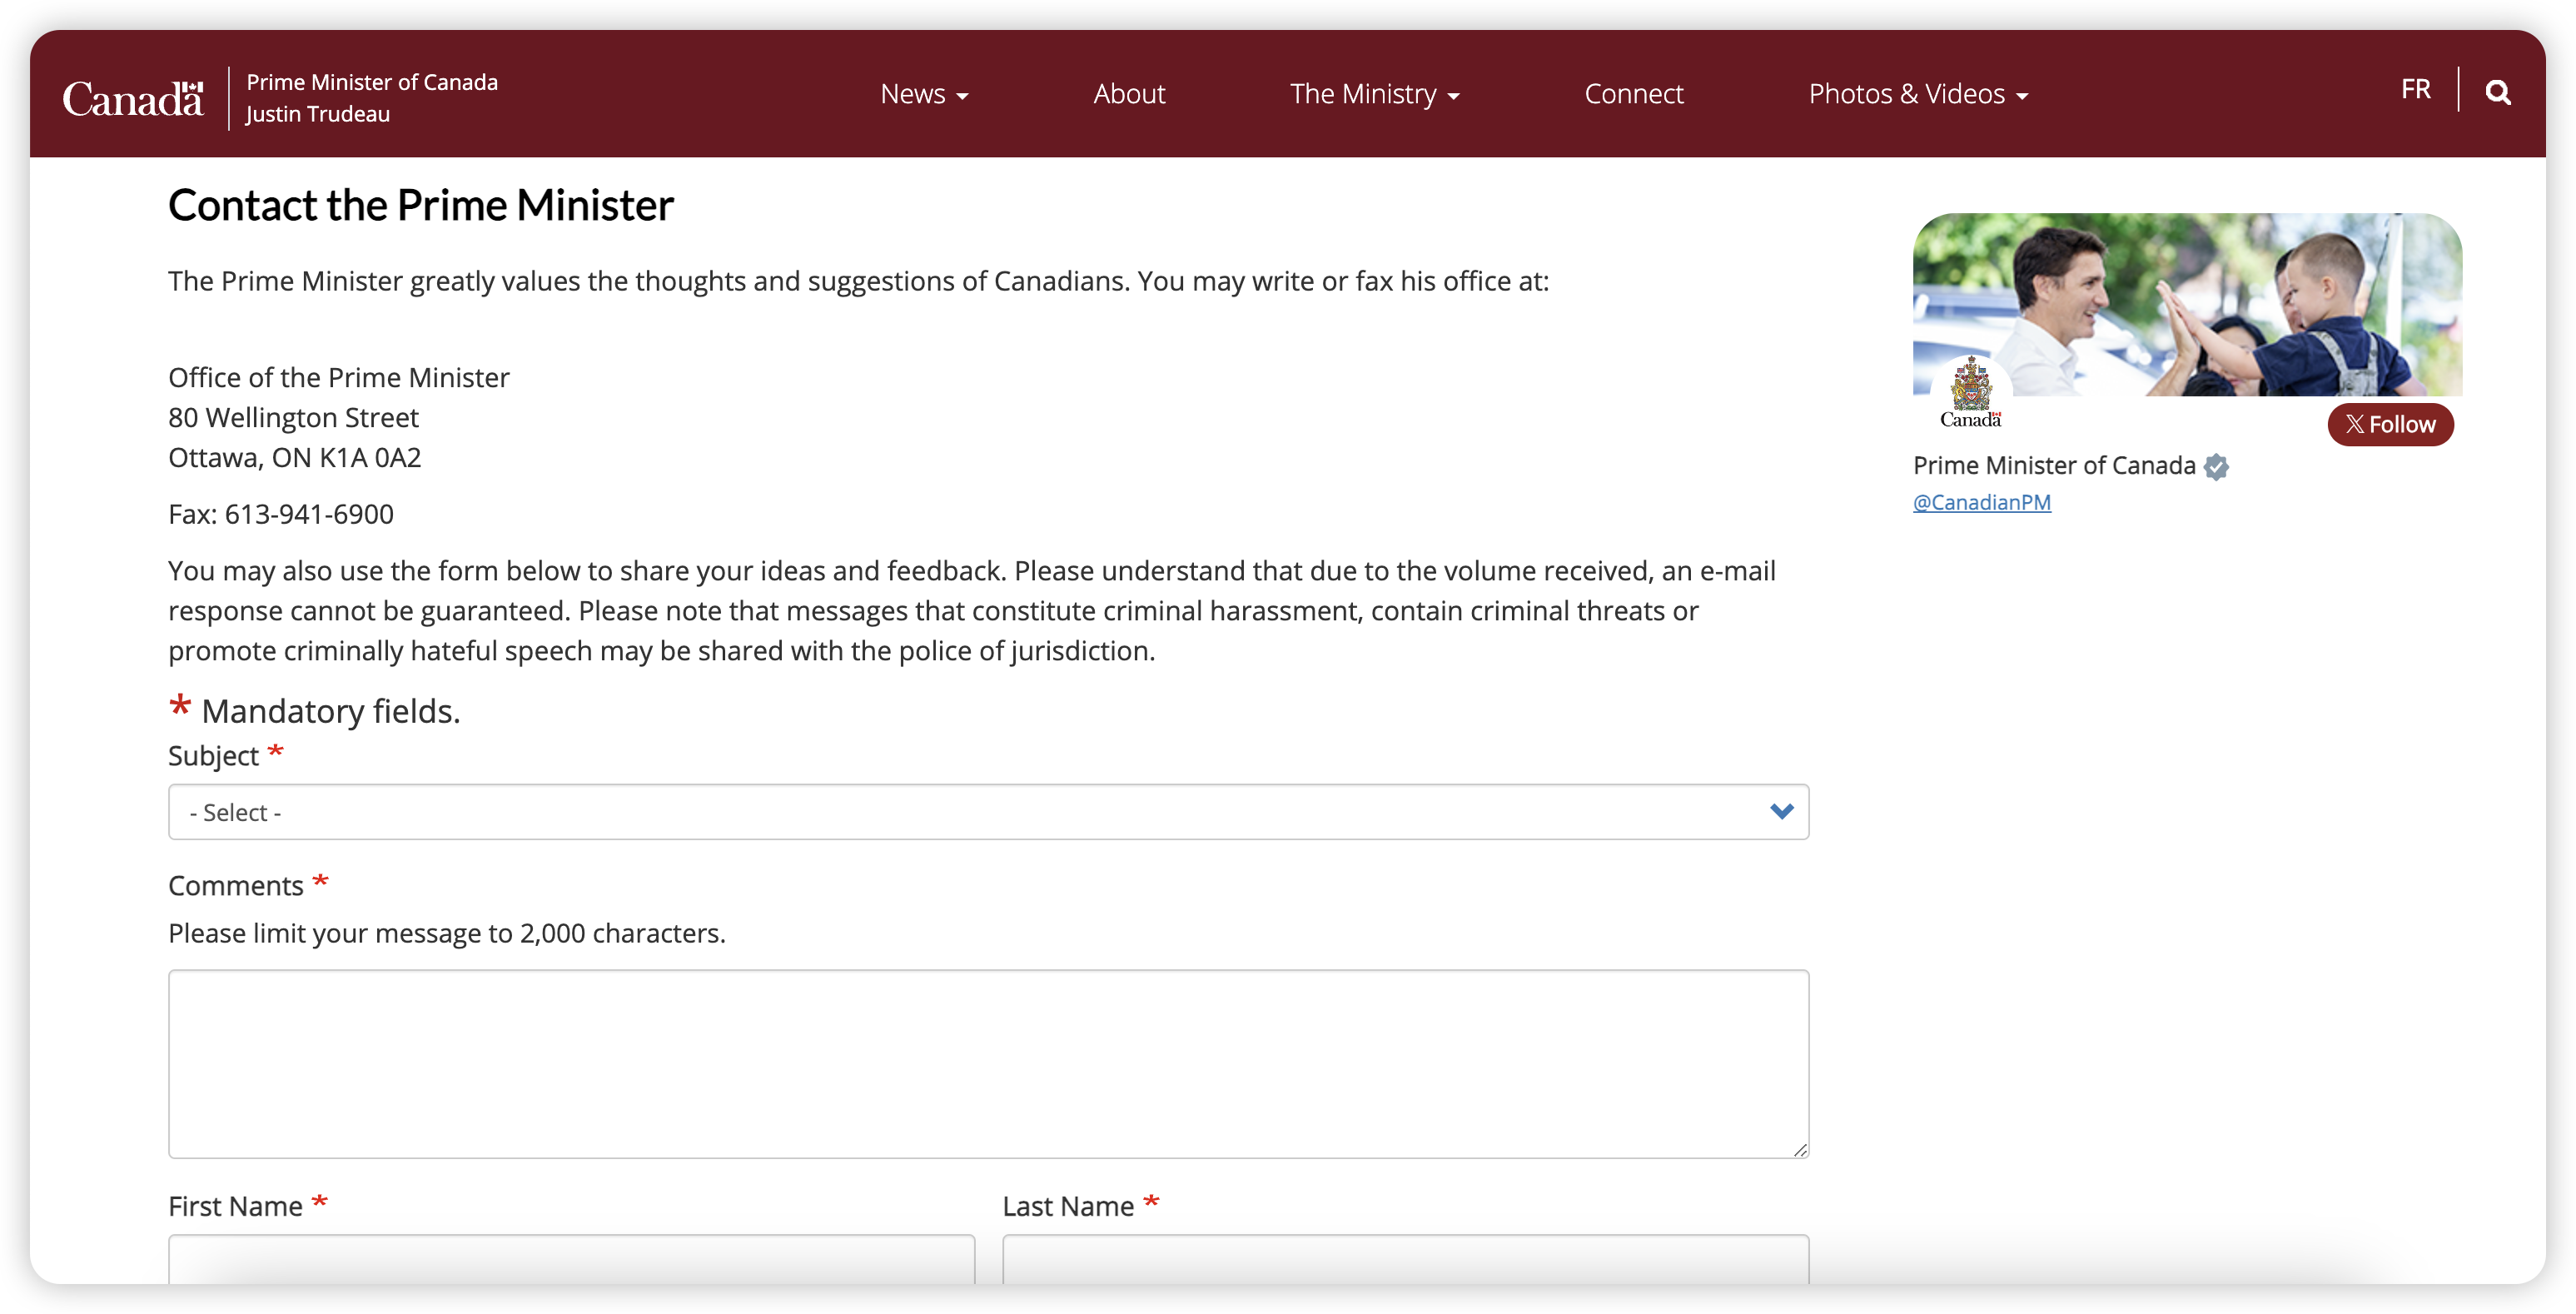 Canada
Prime Minister of Canada
Justin Trudeau
News
About
The Ministry
Connect
Photos & Videos
FR
Contact the Prime Minister
The Prime Minister greatly values the thoughts and suggestions of Canadians. You may write or fax his office at:
Office of the Prime Minister
80 Wellington Street
Ottawa, ON K1A 0A2
Fax: 613-941-6900
You may also use the form below to share your ideas and feedback. Please understand that due to the volume received, an e-mail
response cannot be guaranteed. Please note that messages that constitute criminal harassment, contain criminal threats or
promote criminally hateful speech may be shared with the police of jurisdiction.
* Mandatory fields.
Subject *
- Select -
Comments *
Please limit your message to 2,000 characters.
First Name *
Last Name *
Canada
X Follow
Prime Minister of Canada
@CanadianPM